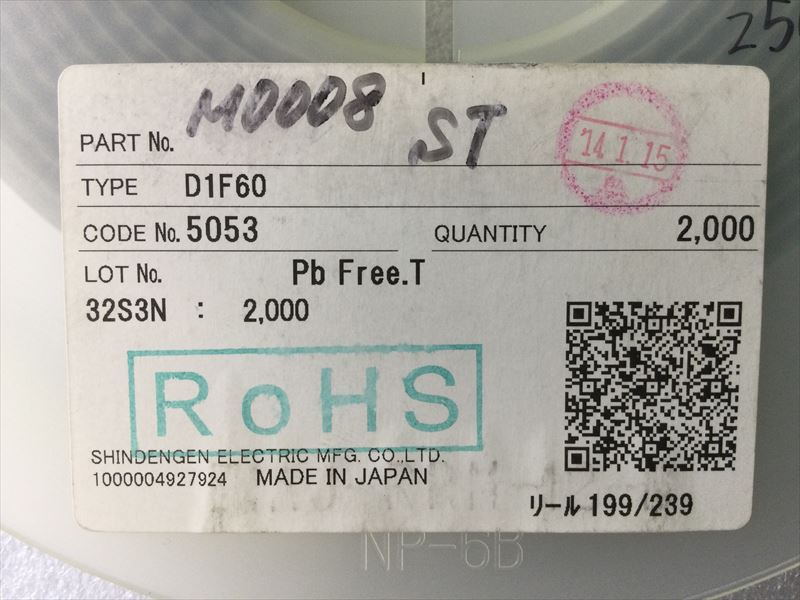 M0008
ST
PART No.
14.1.15
TYPE D1F60
CODE No. 5053 QUANTITY 2,000
LOT No. Pb Free.T
32S3N : 2,000
RoHS
SHINDENGEN ELECTRIC MFG. CO.,LTD.
1000004927924 MADE IN JAPAN
リール 199/239
NP-6B